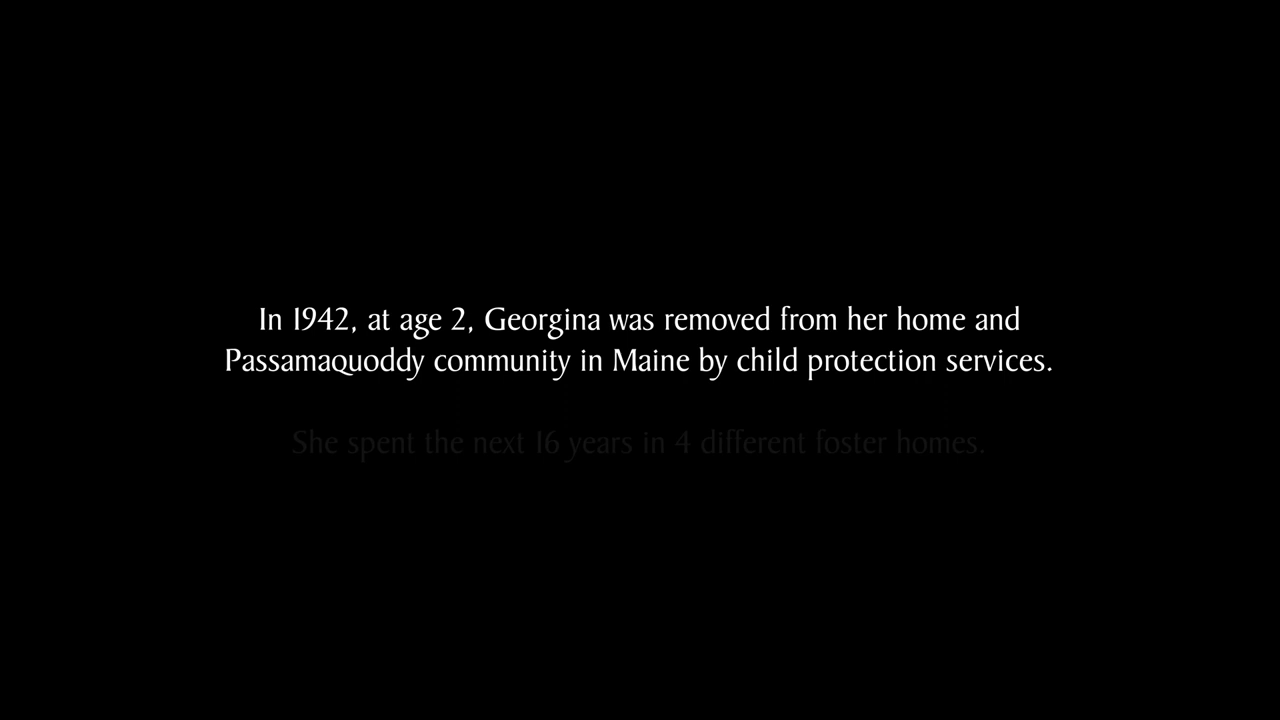 In 1942, at age 2, Georgina was removed from her home and
Passamaquoddy community in Maine by child protection services.
She spent the next 16 years in 4 different foster homes.